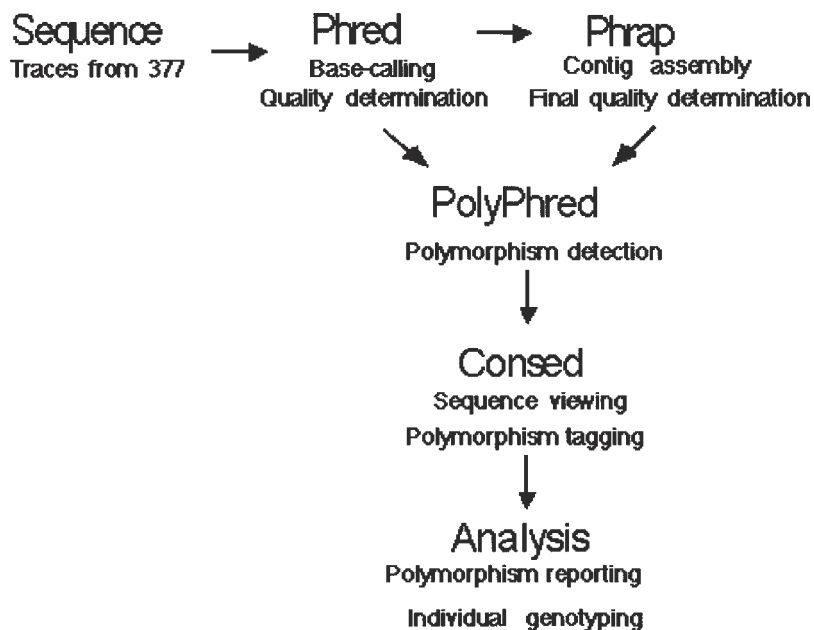 Sequence
Traces from 377
Phred
Base-calling
Quality determination
Phrap
Contig assembly
Final quality determination
PolyPhred
Polymorphism detection
Consed
Sequence viewing
Polymorphism tagging
Analysis
Polymorphism reporting
Individual genotyping